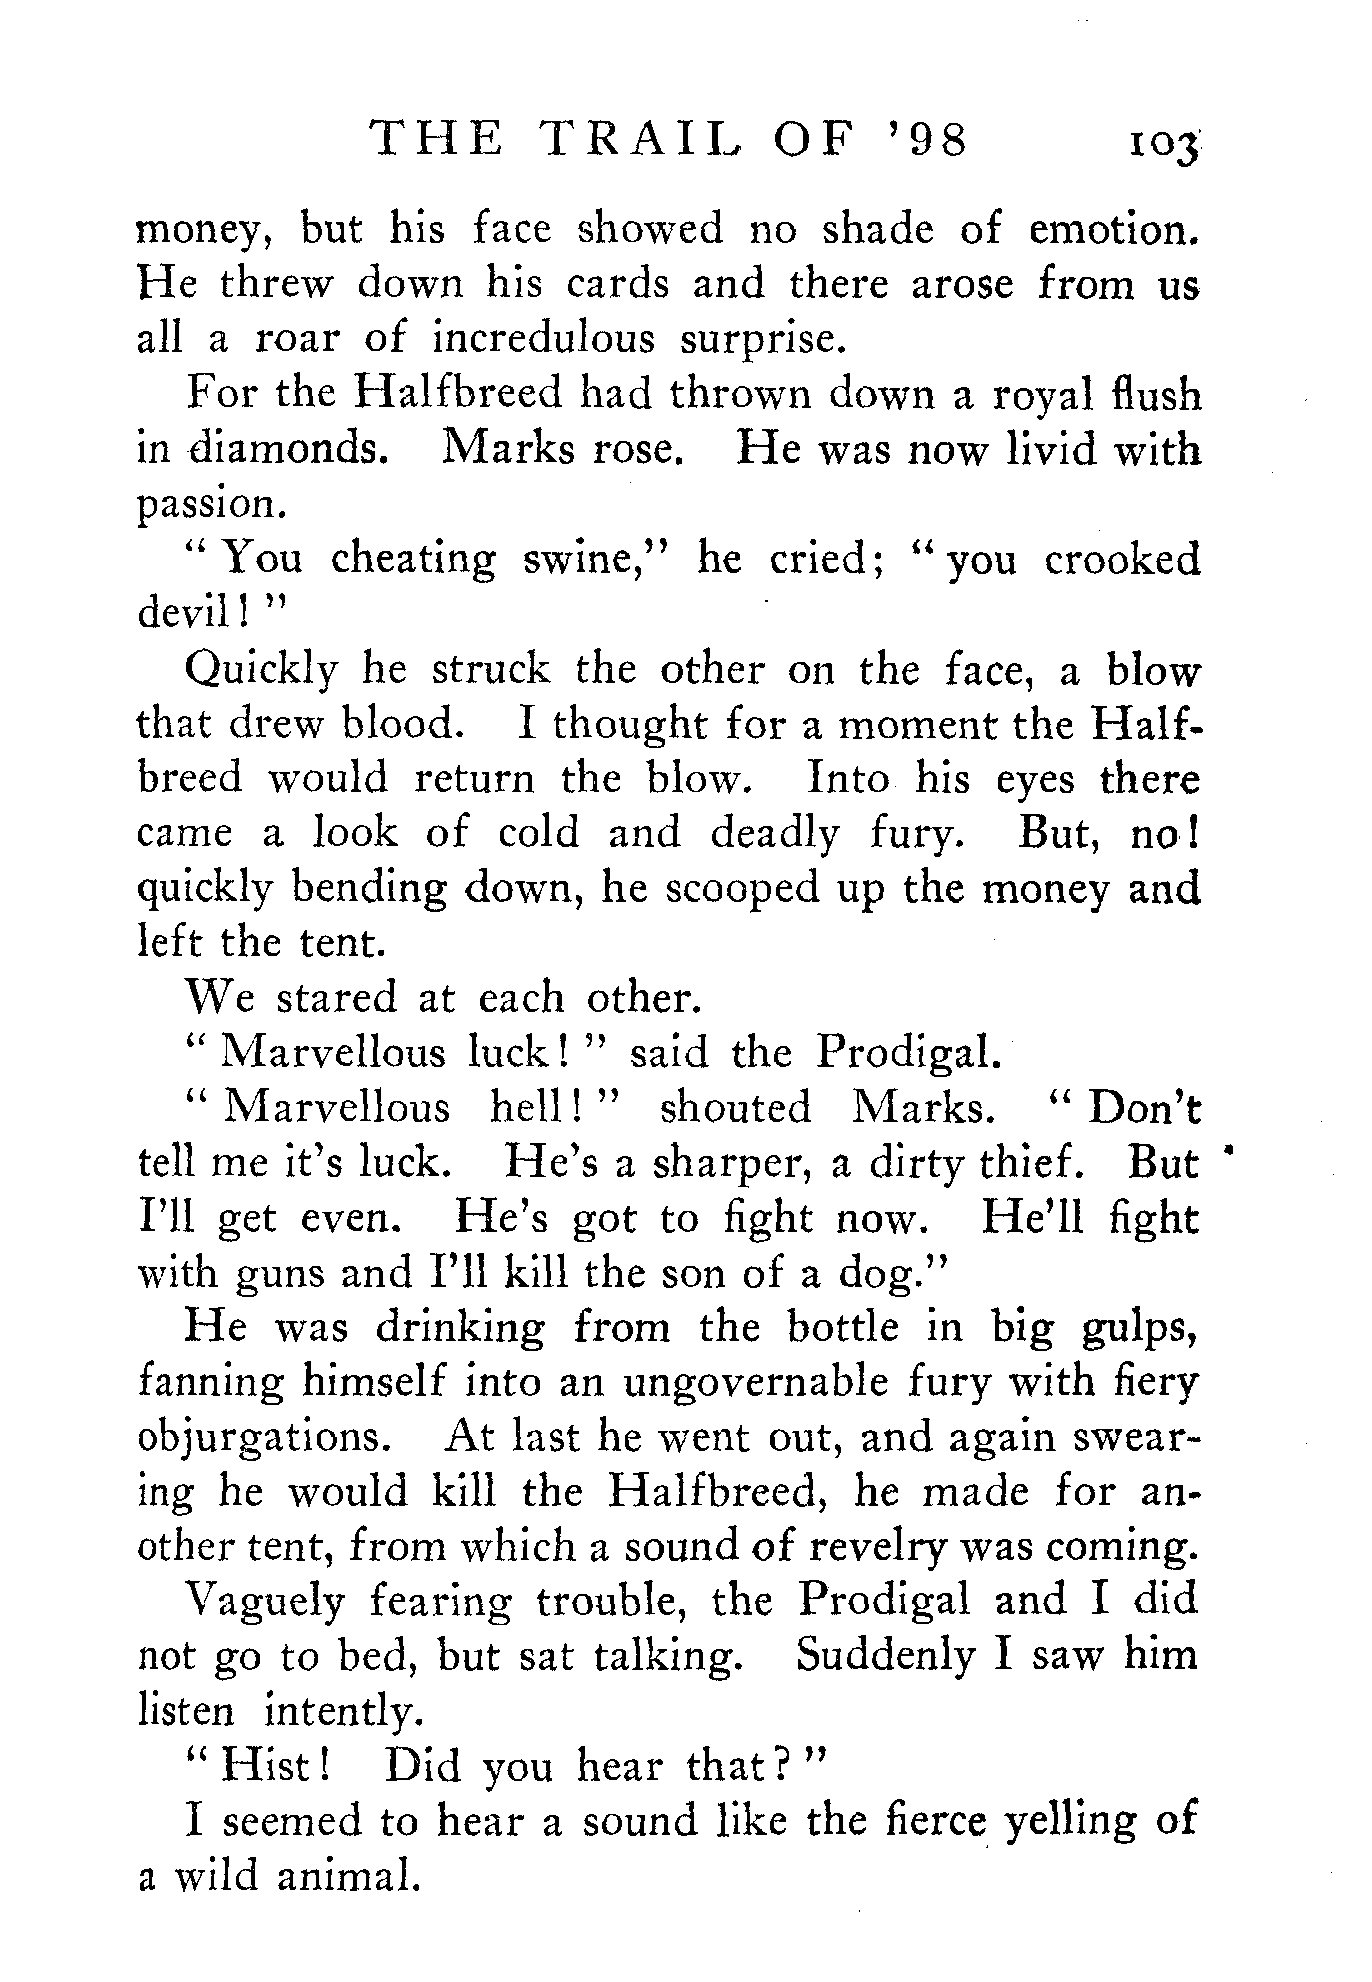 THE TRAIL OF '98 103
money, but his face showed no shade of emotion.
He threw down his cards and there arose from us
all a roar of incredulous surprise.
For the Halfbreed had thrown down a royal flush
in diamonds. Marks rose. He was now livid with
passion.
" You cheating swine," he cried; " you crooked
devil! "
Quickly he struck the other on the face, a blow
that drew blood. I thought for a moment the Half-
breed would return the blow. Into his eyes there
came a look of cold and deadly fury. But, no!
quickly bending down, he scooped up the money and
left the tent.
We stared at each other.
" Marvellous luck! " said the Prodigal.
" Marvellous hell! " shouted Marks. " Don't
tell me it's luck. He's a sharper, a dirty thief. But
I'll get even. He's got to fight now. He'll fight
with guns and I'll kill the son of a dog."
He was drinking from the bottle in big gulps,
fanning himself into an ungovernable fury with fiery
objurgations. At last he went out, and again swear-
ing he would kill the Halfbreed, he made for an-
other tent, from which a sound of revelry was coming.
Vaguely fearing trouble, the Prodigal and I did
not go to bed, but sat talking. Suddenly I saw him
listen intently.
" Hist! Did you hear that? "
I seemed to hear a sound like the fierce yelling of
a wild animal.